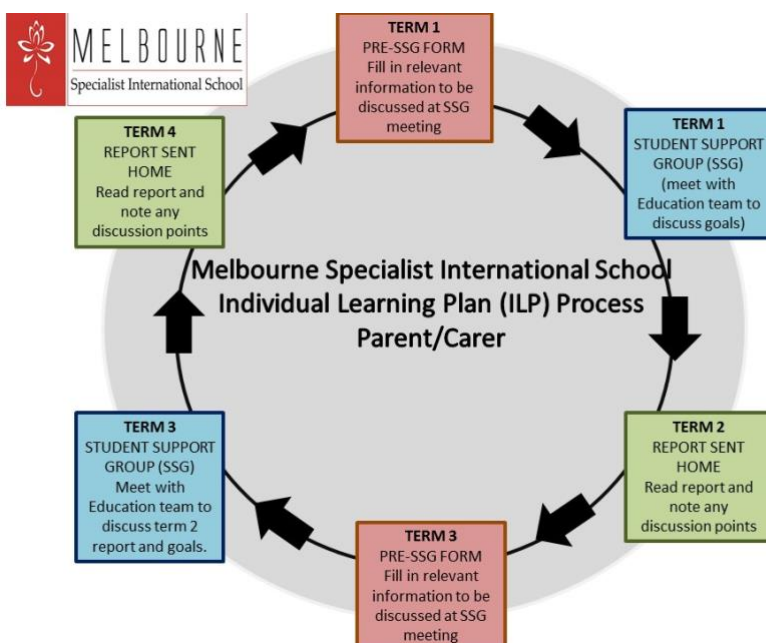 MELBOURNE
Specialist International School
TERM 1
PRE-SSG FORM
Fill in relevant
information to be
discussed at SSG
meeting
TERM 1
STUDENT SUPPORT
GROUP (SSG)
(meet with
Education team to
discuss goals)
TERM 4
REPORT SENT
HOME
Read report and
note any
discussion points
Melbourne Specialist International School
Individual Learning Plan (ILP) Process
Parent/Carer
TERM 2
REPORT SENT
HOME
Read report and
note any
discussion points
TERM 3
STUDENT SUPPORT
GROUP (SSG)
Meet with
Education team to
discuss term 2
report and goals.
TERM 3
PRE-SSG FORM
Fill in relevant
information to be
discussed at SSG
meeting